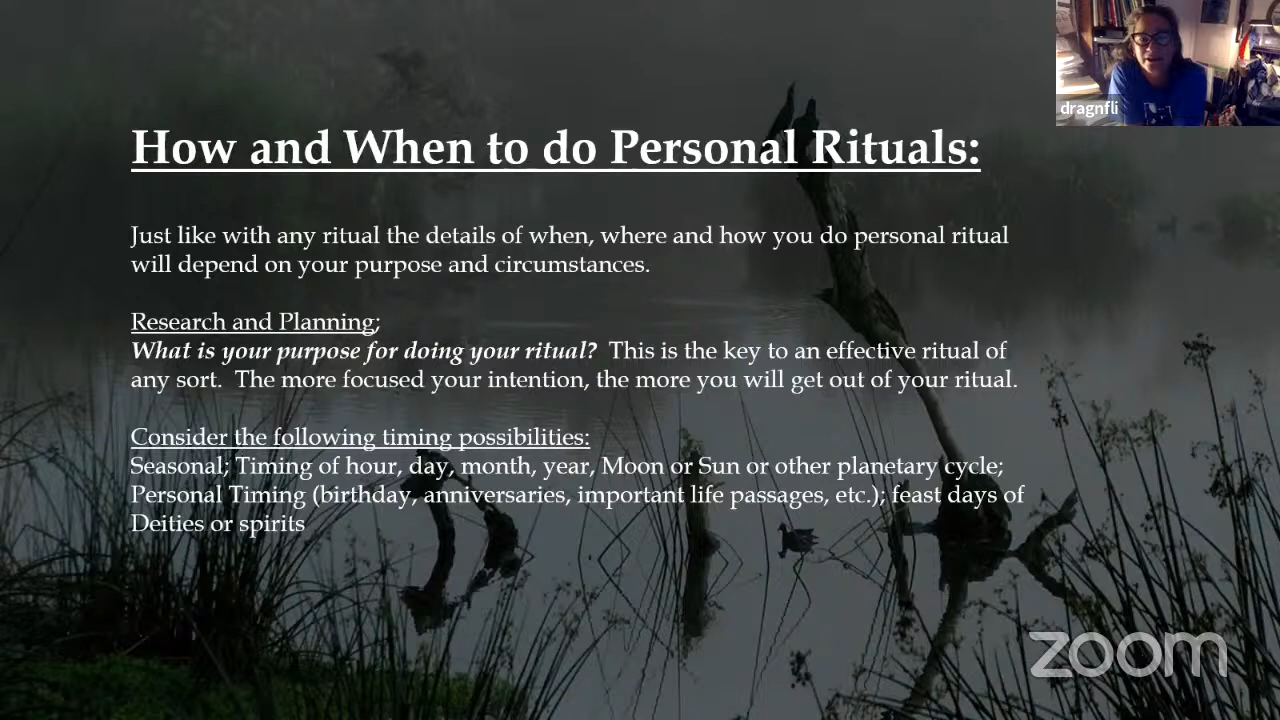 dragnfli
How and When to do Personal Rituals:
Just like with any ritual the details of when, where and how you do personal ritual
will depend on your purpose and circumstances.
Research and Planning;
What is your purpose for doing your ritual?  This is the key to an effective ritual of
any sort.  The more focused your intention, the more you will get out of your ritual.
Consider the following timing possibilities:
Seasonal; Timing of hour, day, month, year, Moon or Sun or other planetary cycle;
Personal Timing (birthday, anniversaries, important life passages, etc.); feast days of
Deities or spirits
zoom